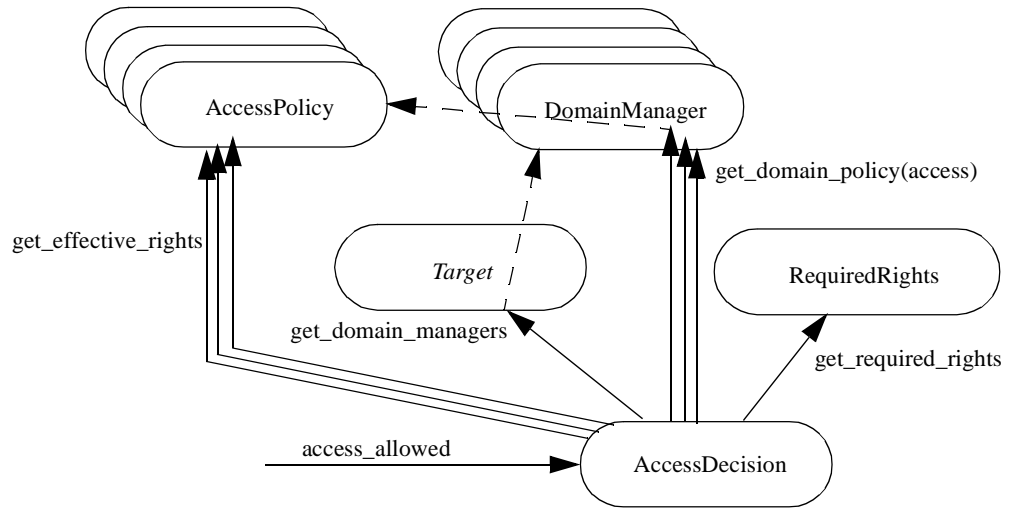 AccessPolicy
DomainManager
get_domain_policy(access)
get_effective_rights
Target
RequiredRights
get_domain_managers
get_required_rights
access_allowed
AccessDecision